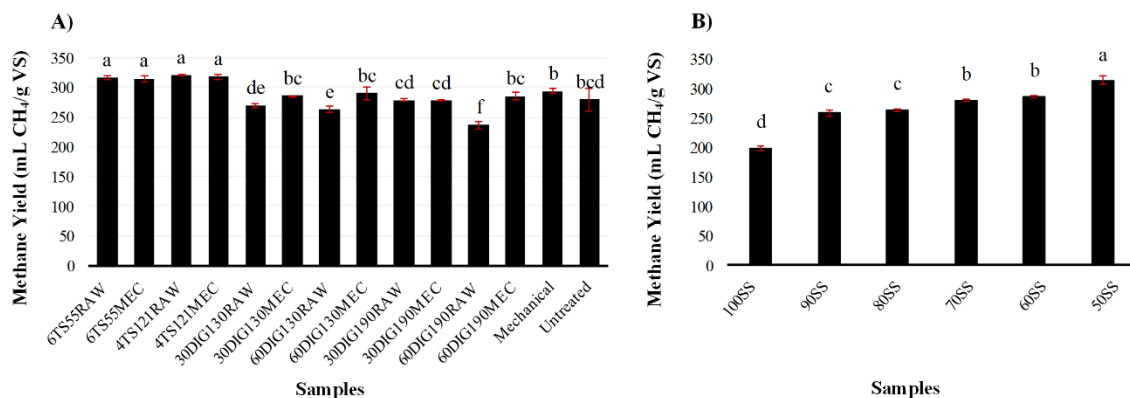 A)
Methane Yield (mL CH₄/g VS)
350
300
250
200
150
100
50
0
a
a
a
a
de
bc
e
bc
cd
cd
f
bc
b
bcd
6TS55RAW
6TS55MEC
4TS121RAW
4TS121MEC
30DIG130RAW
30DIG130MEC
60DIG130RAW
60DIG130MEC
30DIG190RAW
30DIG190MEC
60DIG190RAW
60DIG190MEC
Mechanical
Untreated
Samples
B)
Methane Yield (mL CH₄/g VS)
350
300
250
200
150
100
50
0
d
c
c
b
b
a
100SS
90SS
80SS
70SS
60SS
50SS
Samples